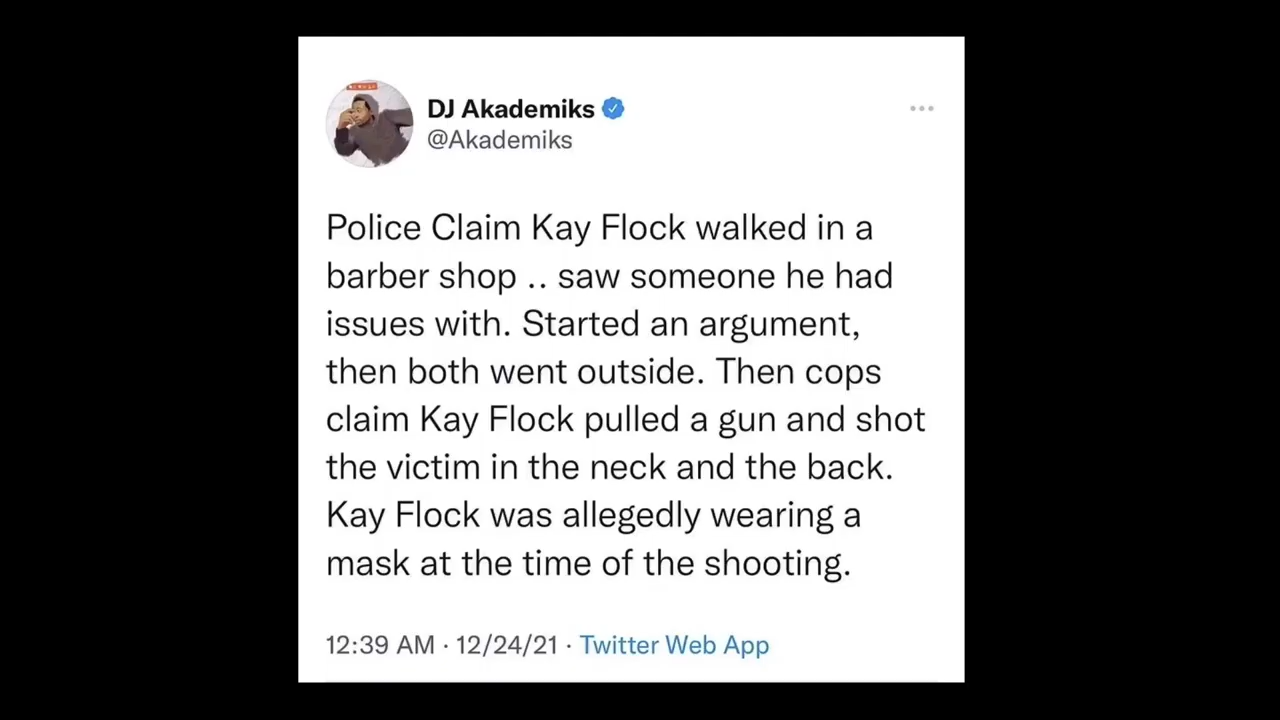 DJ Akademiks
@Akademiks
Police Claim Kay Flock walked in a
barber shop .. saw someone he had
issues with. Started an argument,
then both went outside. Then cops
claim Kay Flock pulled a gun and shot
the victim in the neck and the back.
Kay Flock was allegedly wearing a
mask at the time of the shooting.
12:39 AM · 12/24/21 · Twitter Web App